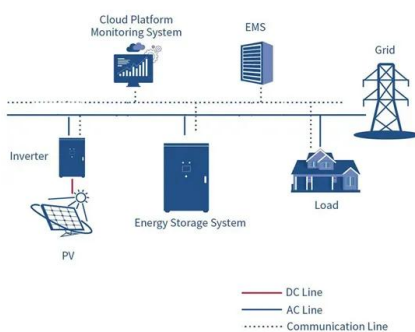 Cloud Platform
Monitoring System
EMS
Grid
Inverter
Energy Storage System
Load
PV
DC Line
AC Line
Communication Line